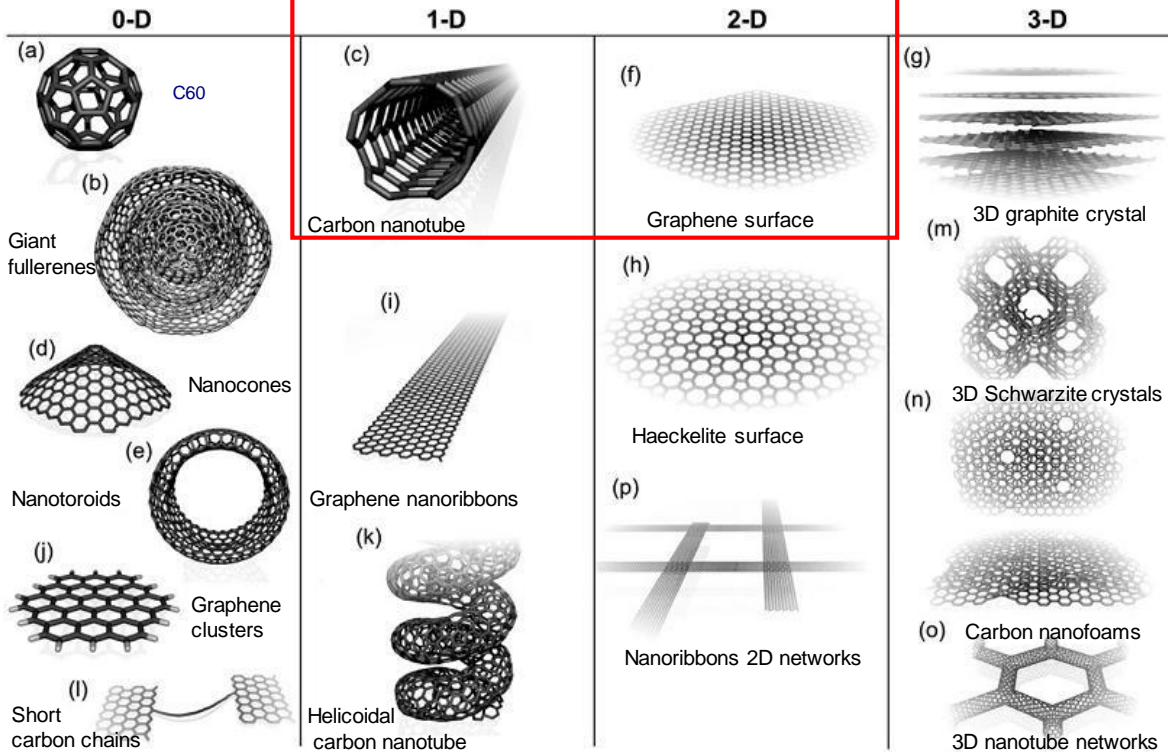 0-D
1-D
2-D
3-D
(a)
C60
(b)
Giant
fullerenes
(d)
Nanocones
(e)
Nanotoroids
(j)
Graphene
clusters
(l)
Short
carbon chains
(c)
Carbon nanotube
(i)
Graphene nanoribbons
(k)
Helicoidal
carbon nanotube
(f)
Graphene surface
(h)
Haeckelite surface
(p)
Nanoribbons 2D networks
(g)
3D graphite crystal
(m)
3D Schwarzite crystals
(n)
Carbon nanofoams
(o)
3D nanotube networks